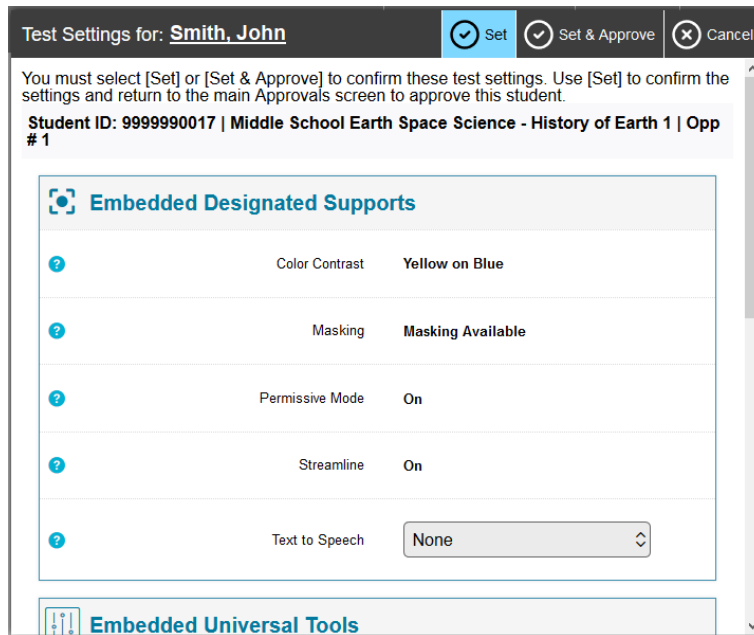 Test Settings for: Smith, John
Set
Set & Approve
Cancel
You must select [Set] or [Set & Approve] to confirm these test settings. Use [Set] to confirm the
settings and return to the main Approvals screen to approve this student.
Student ID: 9999990017 | Middle School Earth Space Science - History of Earth 1 | Opp
# 1
Embedded Designated Supports
? Color Contrast Yellow on Blue
? Masking Masking Available
? Permissive Mode On
? Streamline On
? Text to Speech None
Embedded Universal Tools